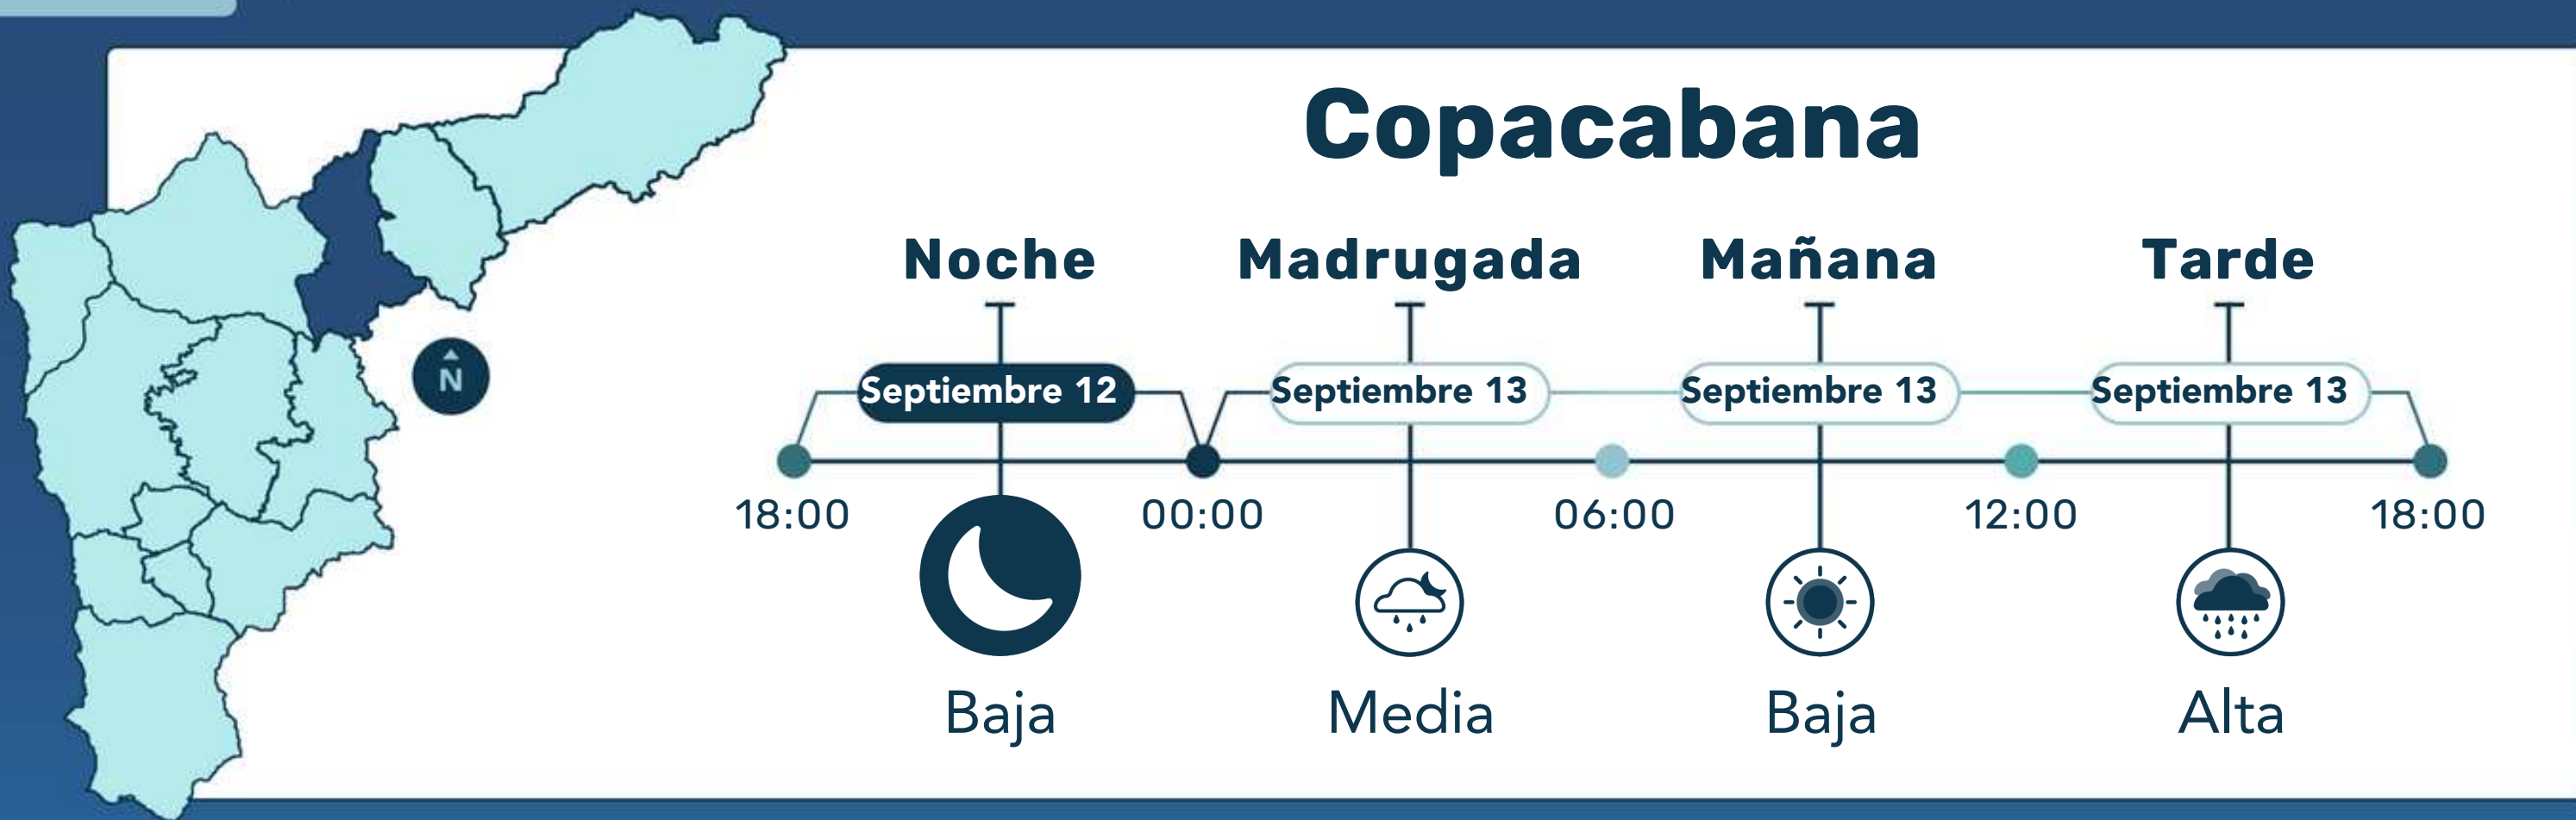 Copacabana
Noche Madrugada Mañana Tarde
Septiembre 12 Septiembre 13 Septiembre 13 Septiembre 13
N
18:00 00:00 06:00 12:00 18:00
Baja Media Baja Alta